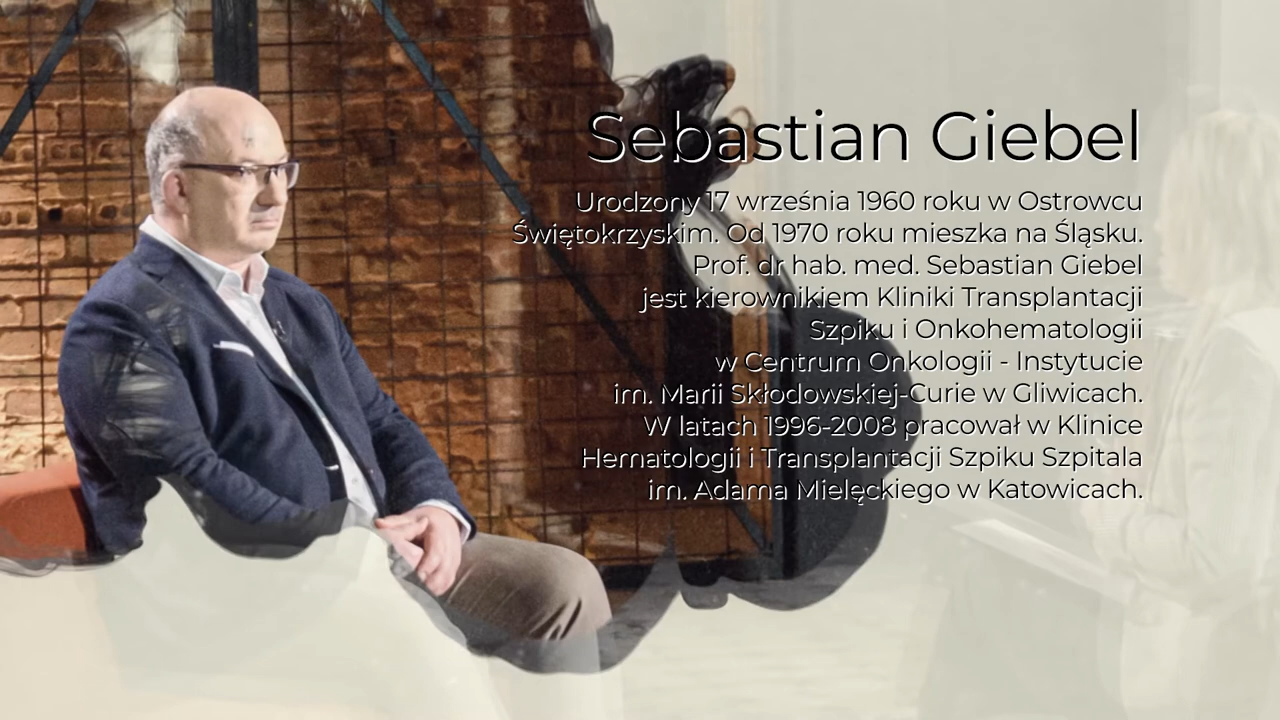 Sebastian Giebel
Urodzony 17 września 1960 roku w Ostrowcu
Świętokrzyskim. Od 1970 roku mieszka na Śląsku.
Prof. dr hab. med. Sebastian Giebel
jest kierownikiem Kliniki Transplantacji
Szpiku i Onkohematologii
w Centrum Onkologii - Instytucie
im. Marii Skłodowskiej-Curie w Gliwicach.
W latach 1996-2008 pracował w Klinice
Hematologii i Transplantacji Szpiku Szpitala
im. Adama Mielęckiego w Katowicach.